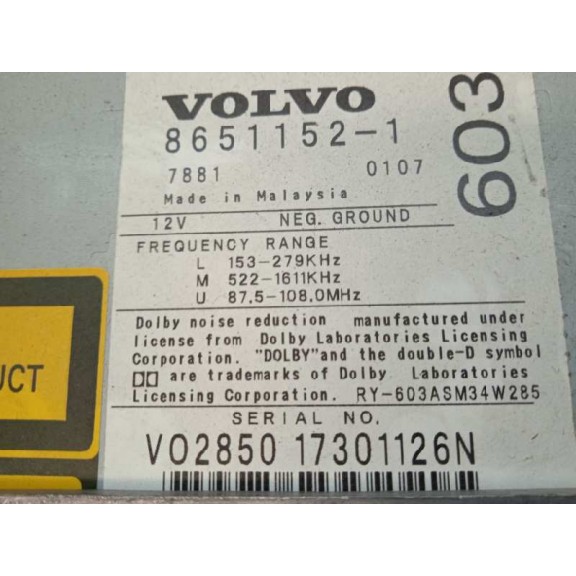 VOLVO
603
8651152-1
7881 0107
Made in Malaysia
12V NEG. GROUND
FREQUENCY RANGE
L 153-279KHz
M 522-1611KHz
U 87.5-108.0MHz
Dolby noise reduction manufactured under
license from Dolby Laboratories Licensing
Corporation. "DOLBY"and the double-D symbol
are trademarks of Dolby Laboratories
Licensing Corporation. RY-603ASM34W285
UCT
SERIAL NO.
VO2850 17301126N